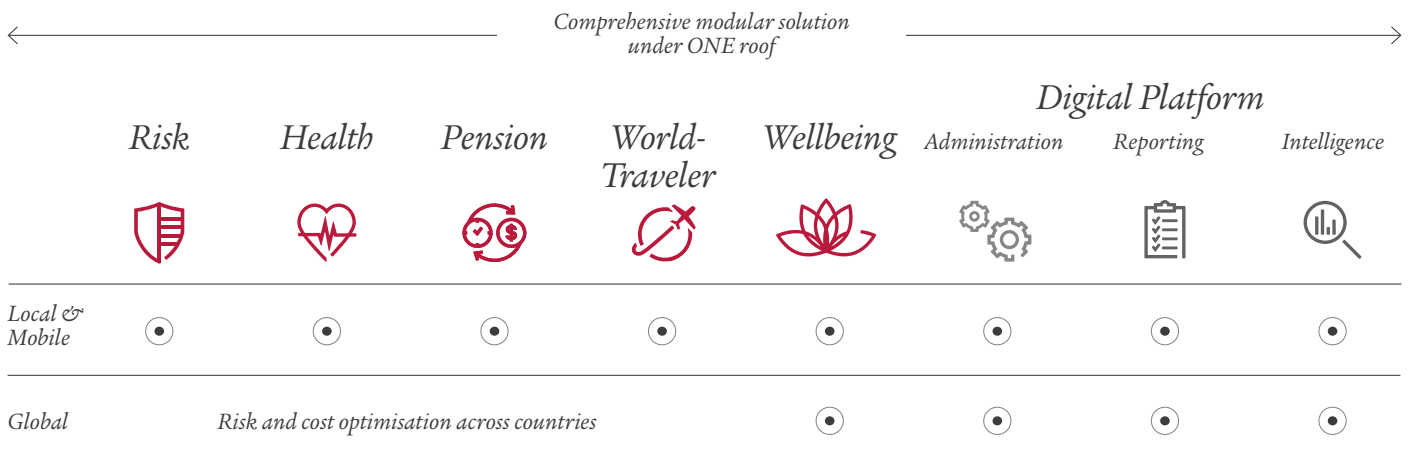 Comprehensive modular solution
under ONE roof
Digital Platform
Risk
Health
Pension
World-
Traveler
Wellbeing
Administration
Reporting
Intelligence
Local &
Mobile
Global
Risk and cost optimisation across countries